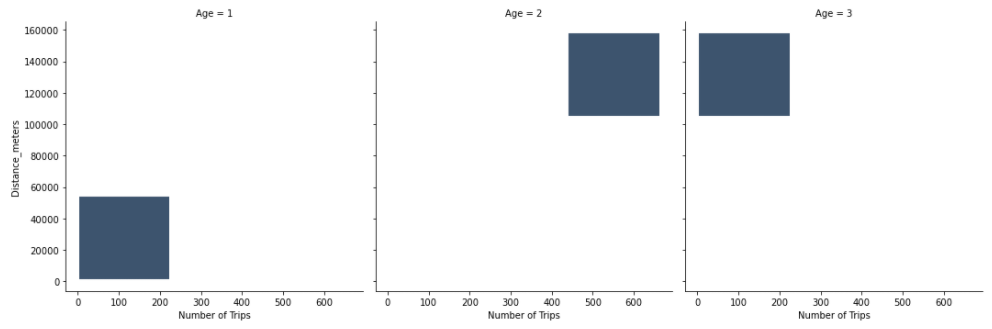 Age = 1
Age = 2
Age = 3
160000
140000
120000
100000
80000
60000
40000
20000
0
Distance_meters
0 100 200 300 400 500 600
0 100 200 300 400 500 600
0 100 200 300 400 500 600
Number of Trips
Number of Trips
Number of Trips